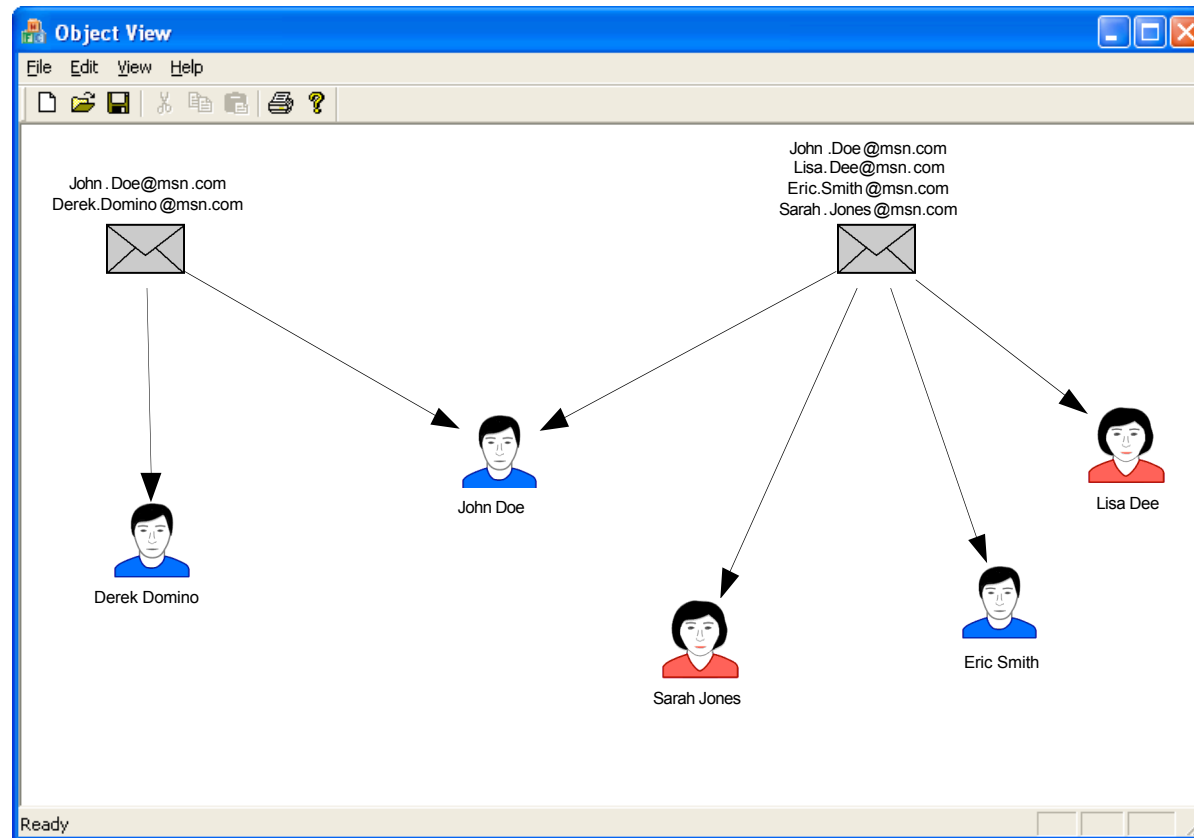 Object View
File Edit View Help
John .Doe@msn.com
Lisa.Dee@msn.com
Eric.Smith@msn.com
Sarah.Jones@msn.com
John.Doe@msn.com
Derek.Domino@msn.com
John Doe
Lisa Dee
Derek Domino
Eric Smith
Sarah Jones
Ready